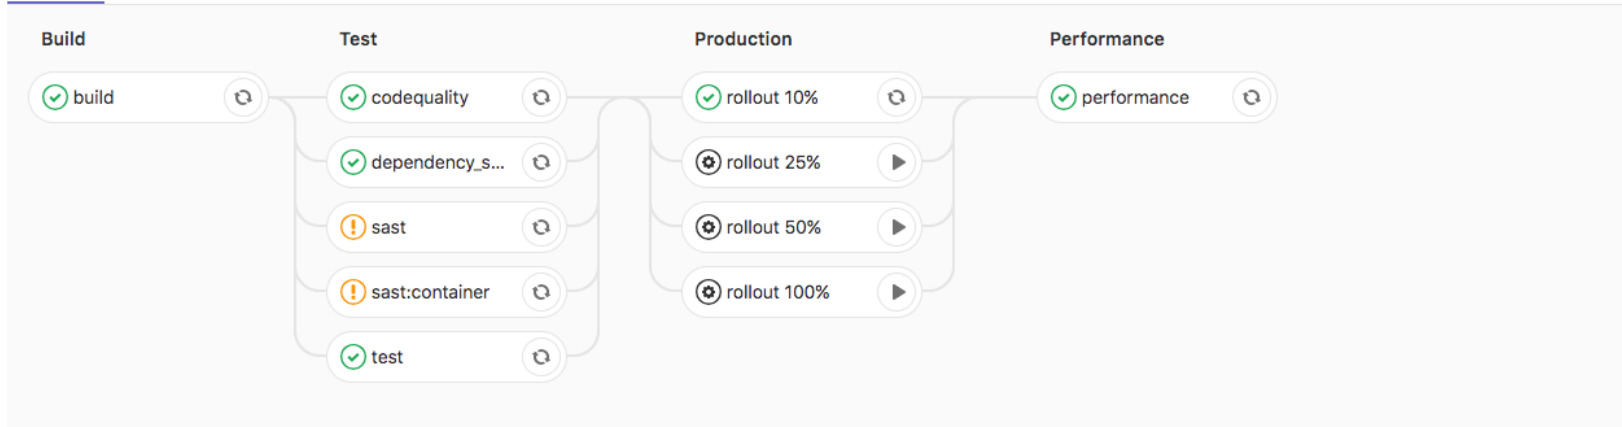 Build
Test
Production
Performance
build
codequality
rollout 10%
performance
dependency_s...
rollout 25%
sast
rollout 50%
sast:container
rollout 100%
test